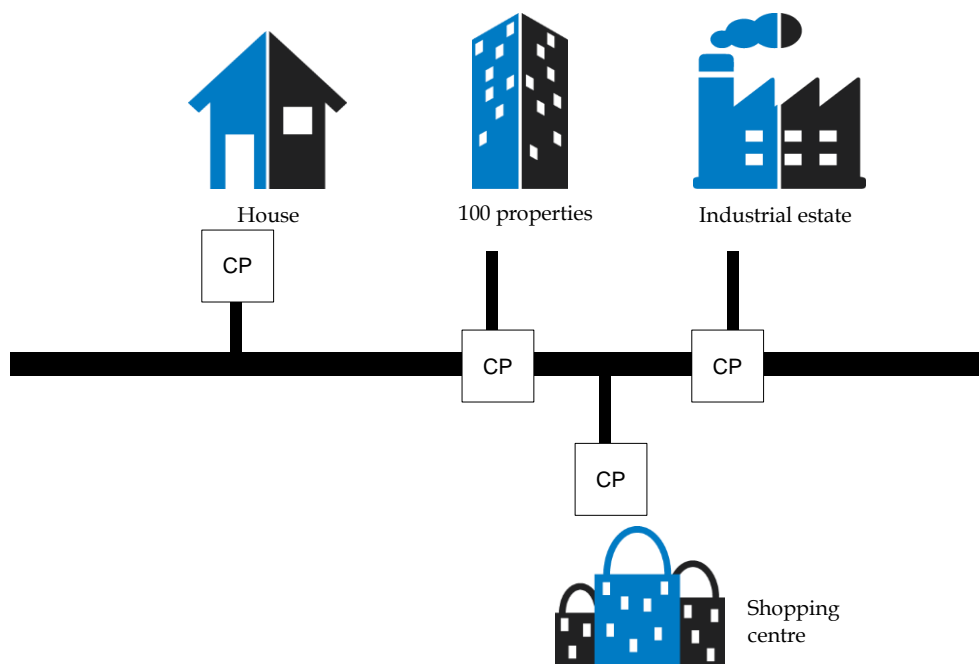 House
100 properties
Industrial estate
CP
CP
CP
CP
Shopping
centre